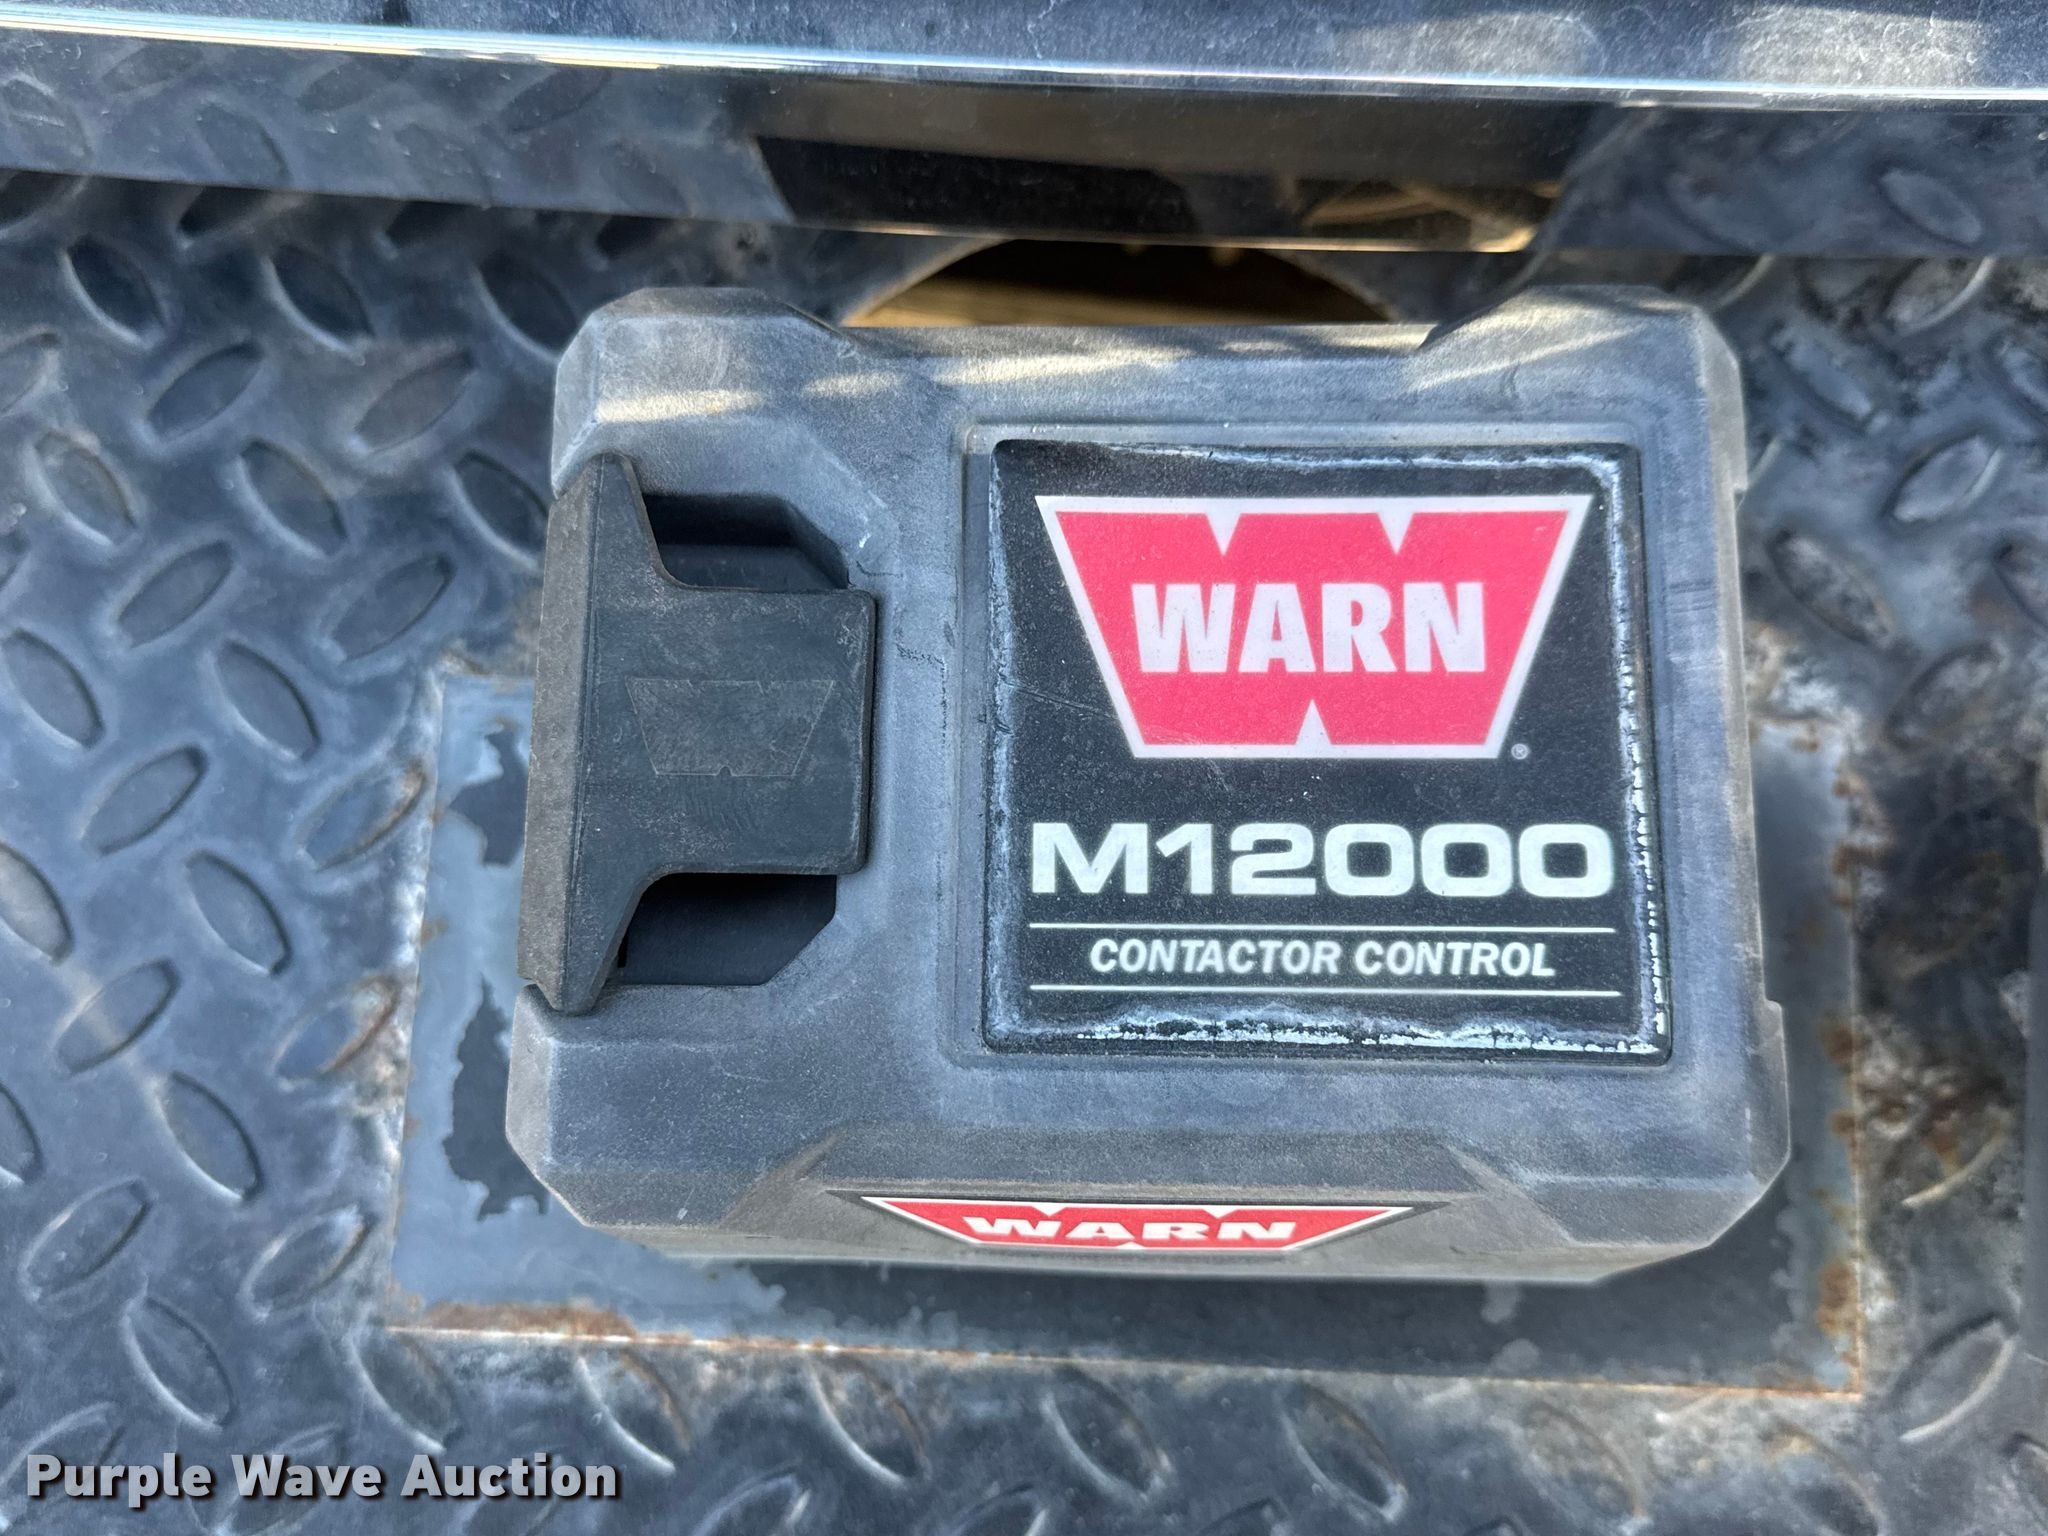 WARN
®
M12000
CONTACTOR CONTROL
WARN
Purple Wave Auction